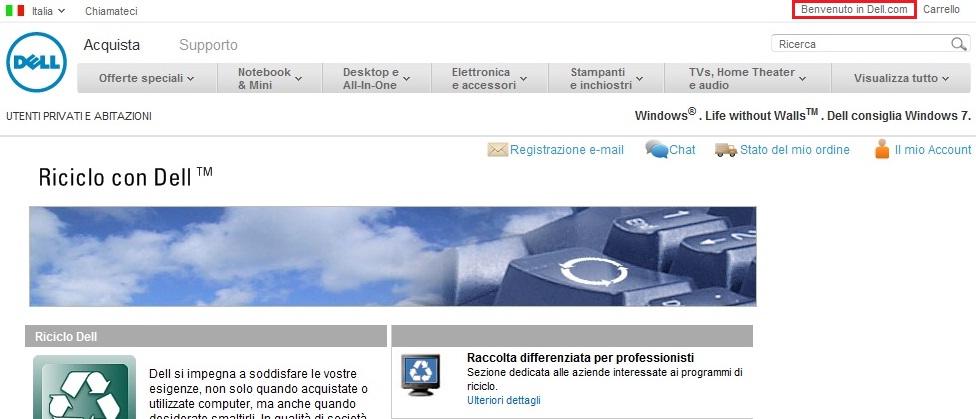 Italia Chiamateci Benvenuto in Dell.com Carrello
DELL
Acquista Supporto Ricerca
Offerte speciali
Notebook
& Mini
Desktop e
All-In-One
Elettronica
e accessori
Stampanti
e inchiostri
TVs, Home Theater
e audio
Visualizza tutto
UTENTI PRIVATI E ABITAZIONI Windows® . Life without Walls™ . Dell consiglia Windows 7.
Registrazione e-mail Chat Stato del mio ordine Il mio Account
Riciclo con Dell ™
Riciclo Dell
Dell si impegna a soddisfare le vostre
esigenze, non solo quando acquistate o
utilizzate computer, ma anche quando
desiderate smaltirli. In qualità di società
Raccolta differenziata per professionisti
Sezione dedicata alle aziende interessate ai programmi di
riciclo.
Ulteriori dettagli